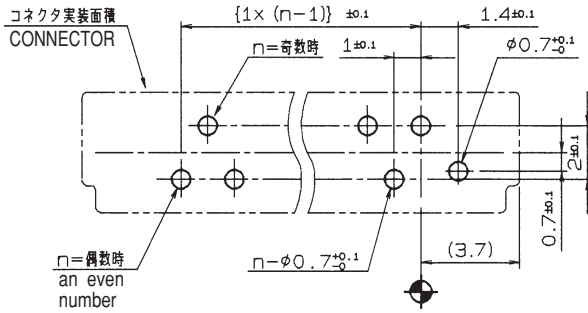 コネクタ実装面積
CONNECTOR
{1×(n-1)} ±0.1
1.4±0.1
n=奇数時
1±0.1
φ0.7+0.1 -0
2±0.1
0.7±0.1
n=偶数時
an even
number
n-φ0.7+0.1 -0
(3.7)